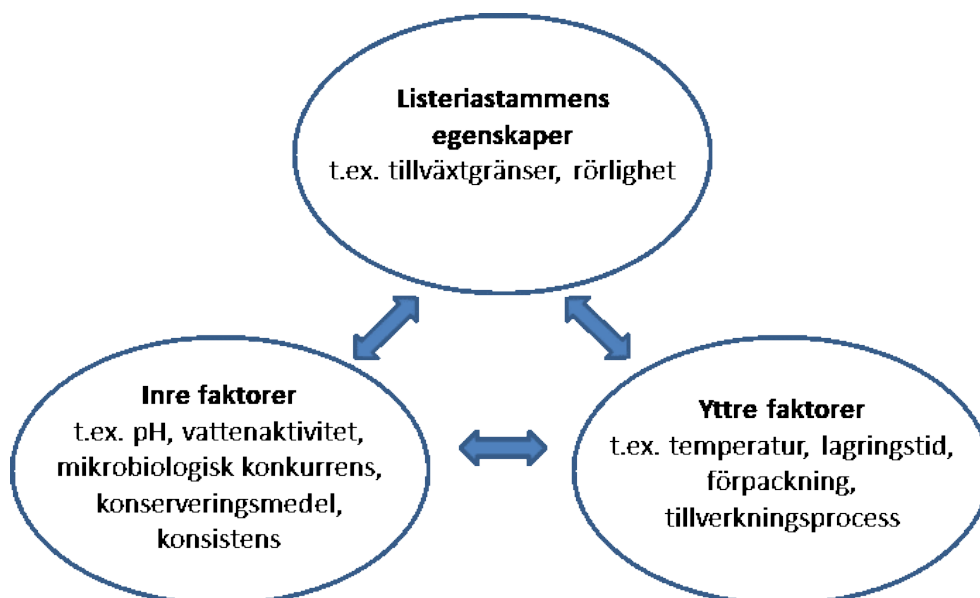 Listeriastammens
egenskaper
t.ex. tillväxtgränser, rörlighet
Inre faktorer
t.ex. pH, vattenaktivitet,
mikrobiologisk konkurrens,
konserveringsmedel,
konsistens
Yttre faktorer
t.ex. temperatur, lagringstid,
förpackning,
tillverkningsprocess